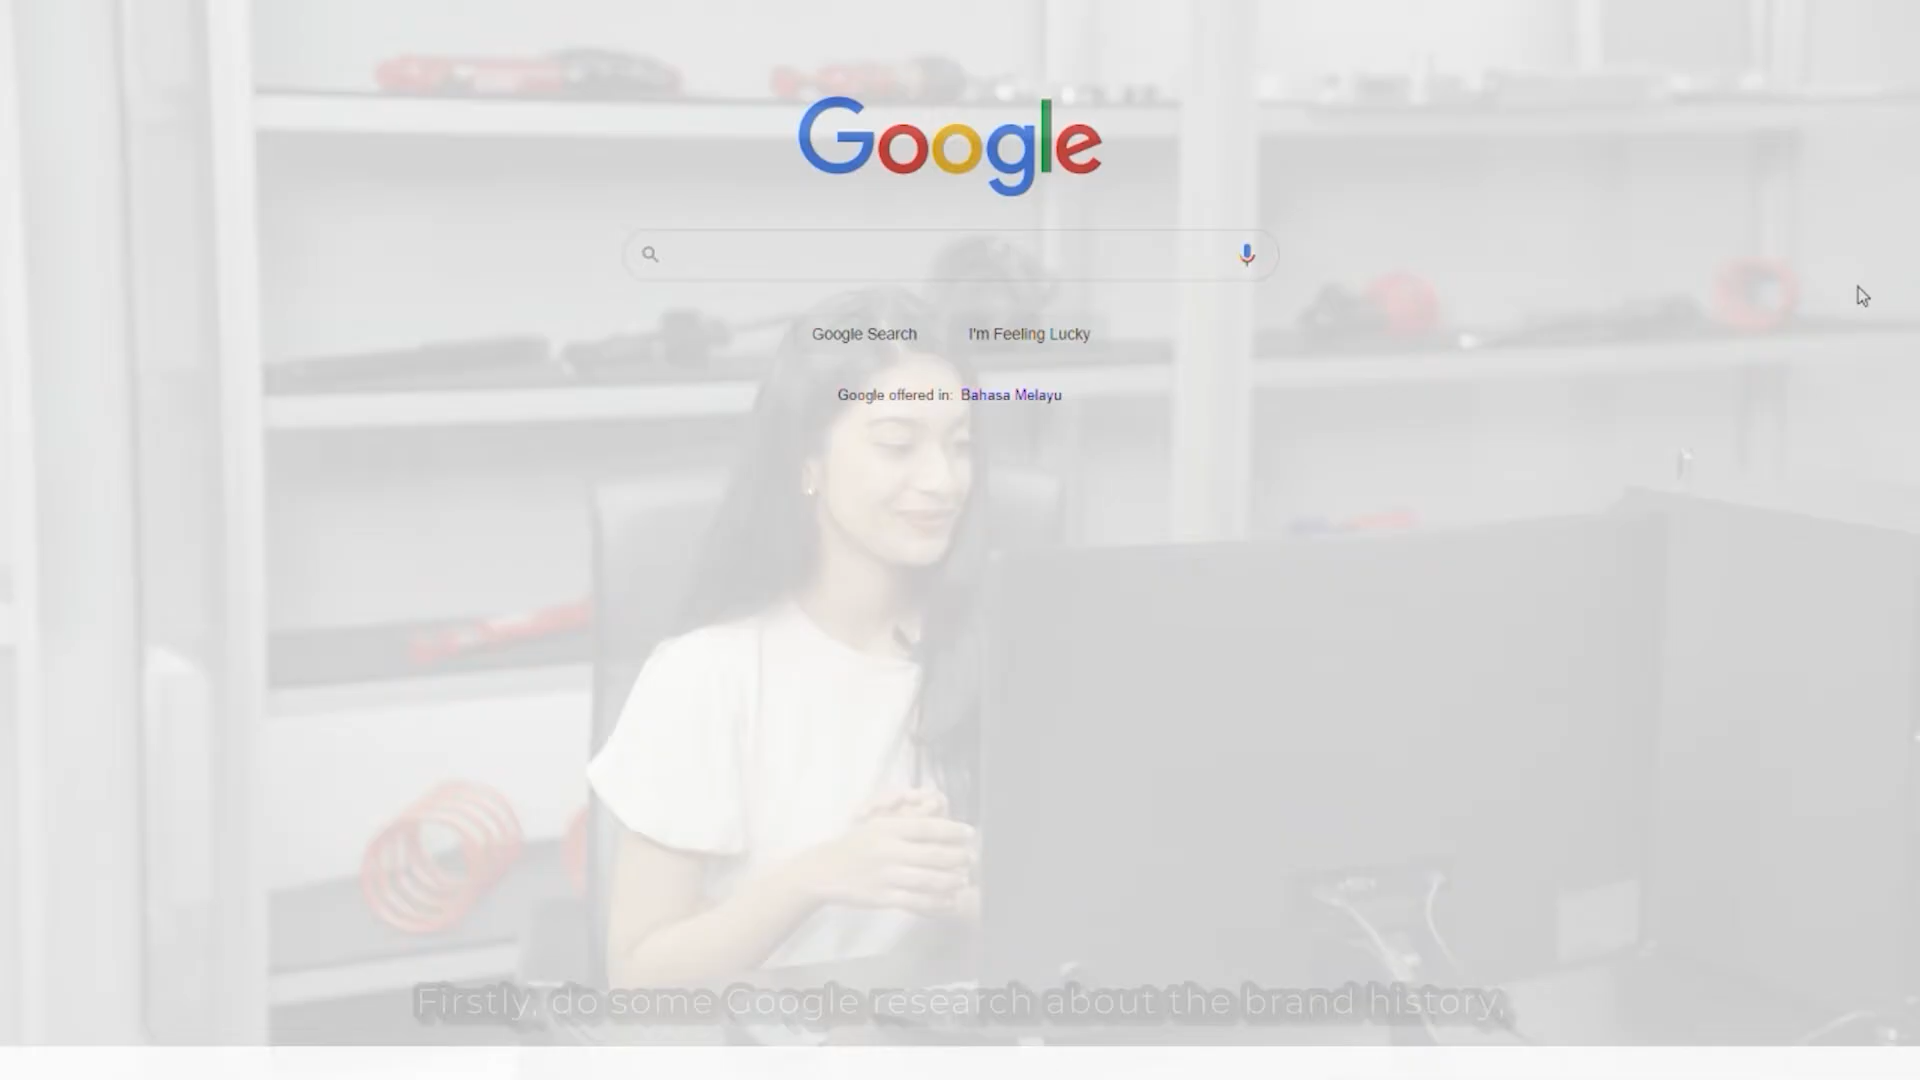 Google
Google Search I'm Feeling Lucky
Google offered in: Bahasa Melayu
Firstly, do some Google research about the brand history,